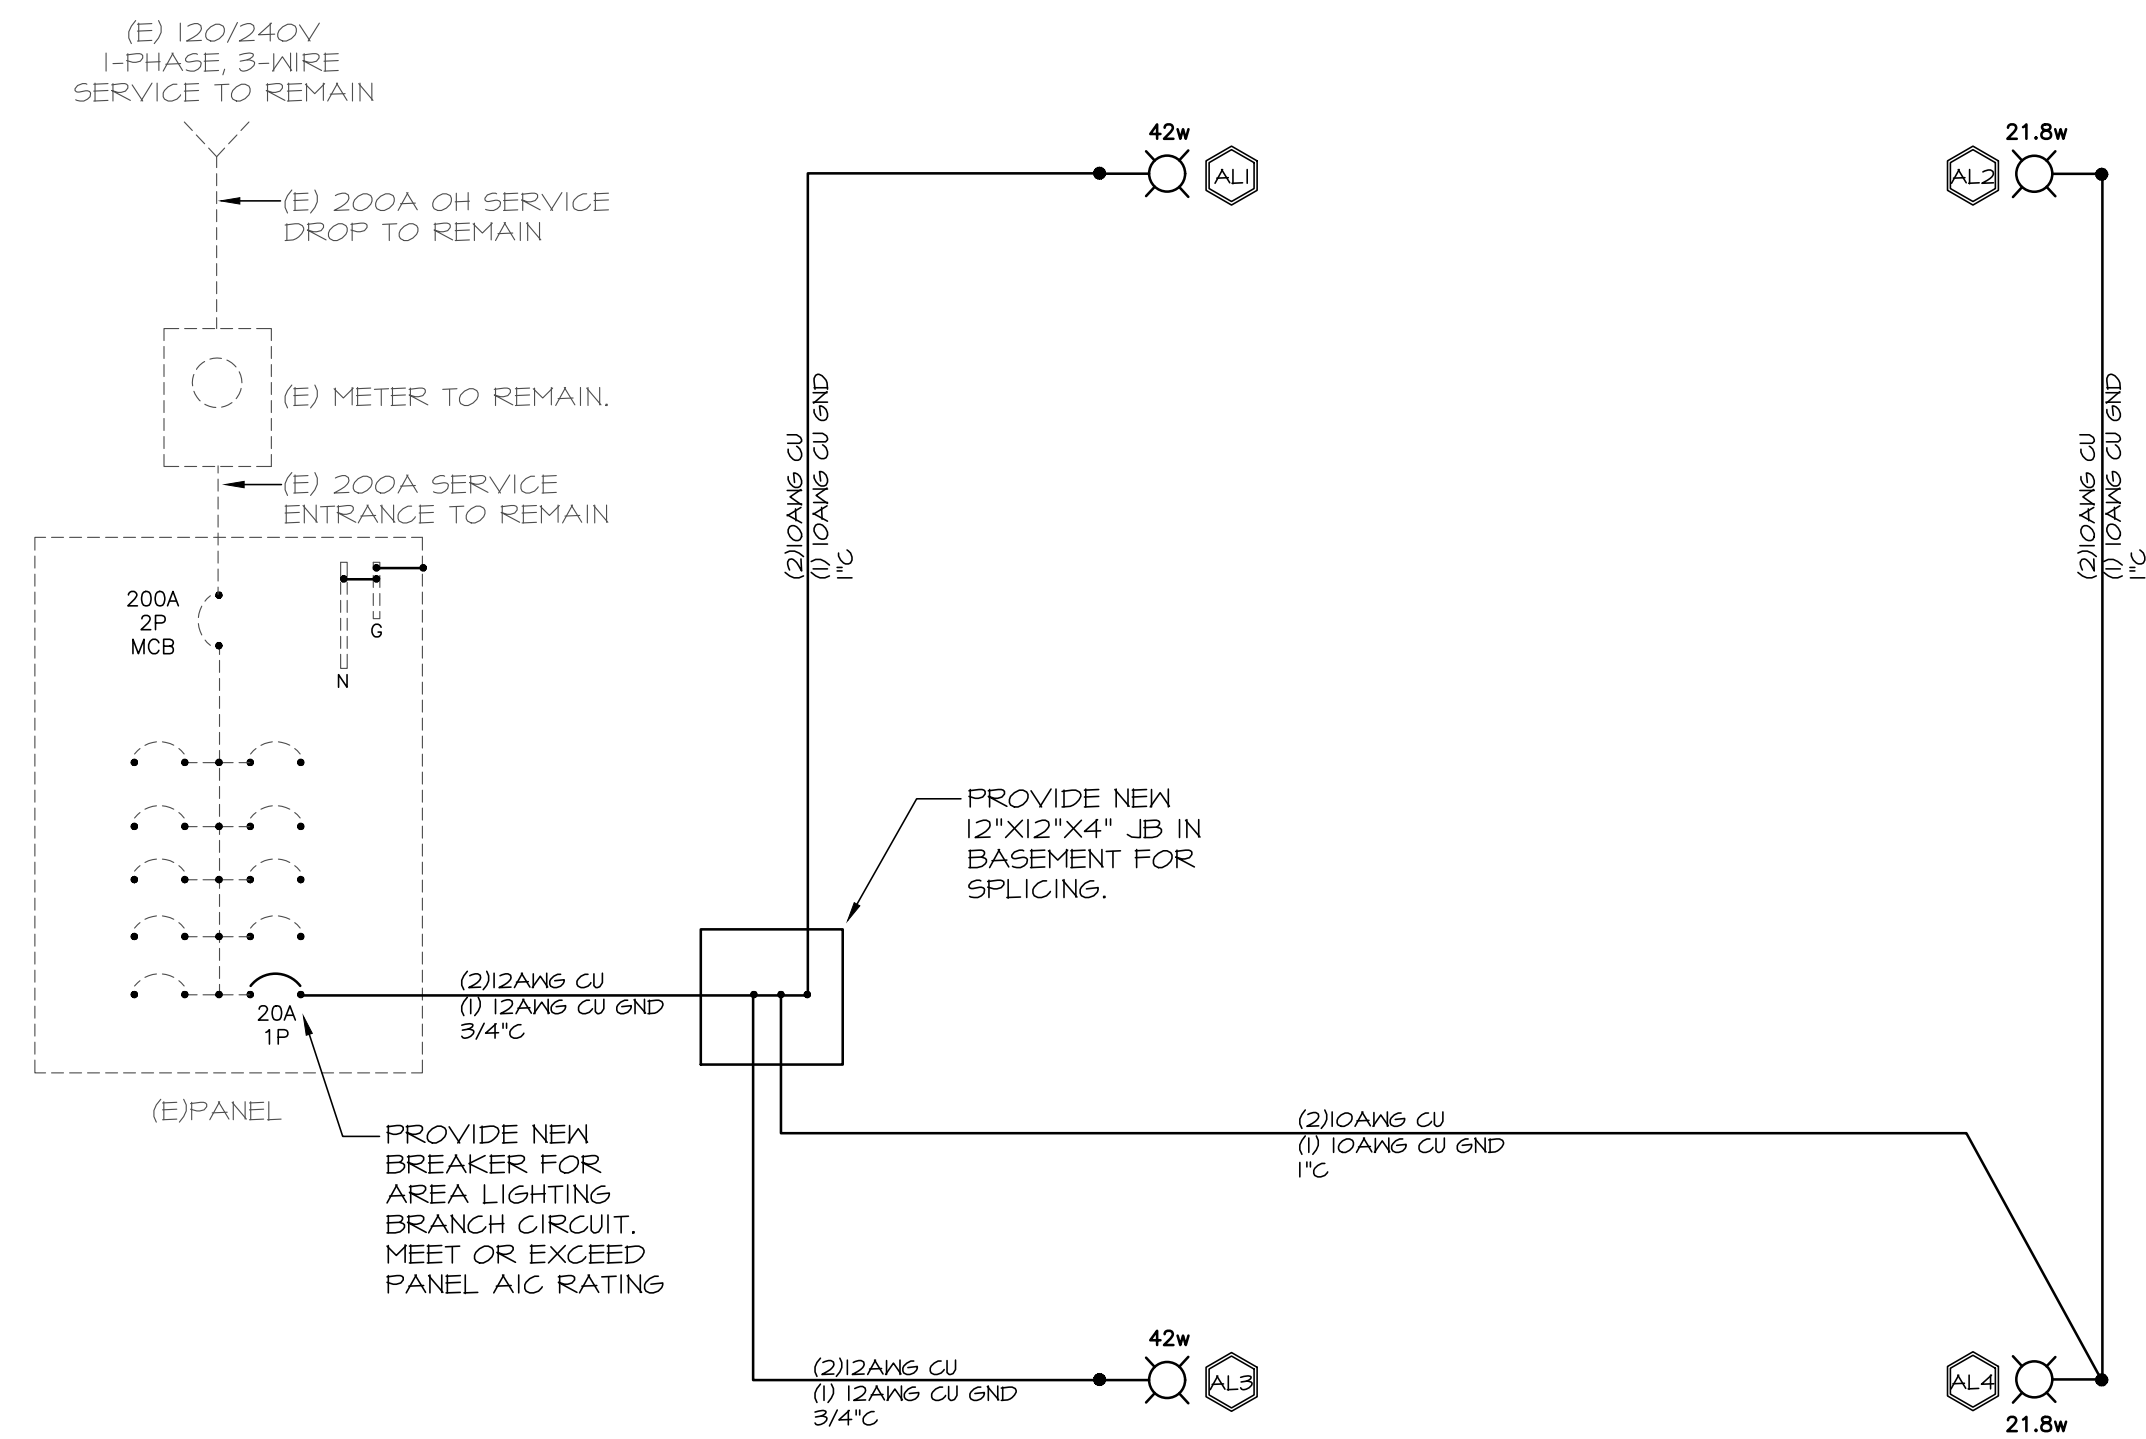 (E) 120/240V
1-PHASE, 3-WIRE
SERVICE TO REMAIN
(E) 200A OH SERVICE
DROP TO REMAIN
(E) METER TO REMAIN.
(E) 200A SERVICE
ENTRANCE TO REMAIN
200A
2P
MCB
N
G
20A
1P
(E)PANEL
PROVIDE NEW
BREAKER FOR
AREA LIGHTING
BRANCH CIRCUIT.
MEET OR EXCEED
PANEL AIC RATING
(2)12AWG CU
(1) 12AWG CU GND
3/4"C
PROVIDE NEW
12"X12"X4" JB IN
BASEMENT FOR
SPLICING.
(2)10AWG CU
(1) 10AWG CU GND
1"C
42w
AL1
21.8w
AL2
(2)10AWG CU
(1) 10AWG CU GND
1"C
(2)10AWG CU
(1) 10AWG CU GND
1"C
(2)12AWG CU
(1) 12AWG CU GND
3/4"C
42w
AL3
AL4
21.8w